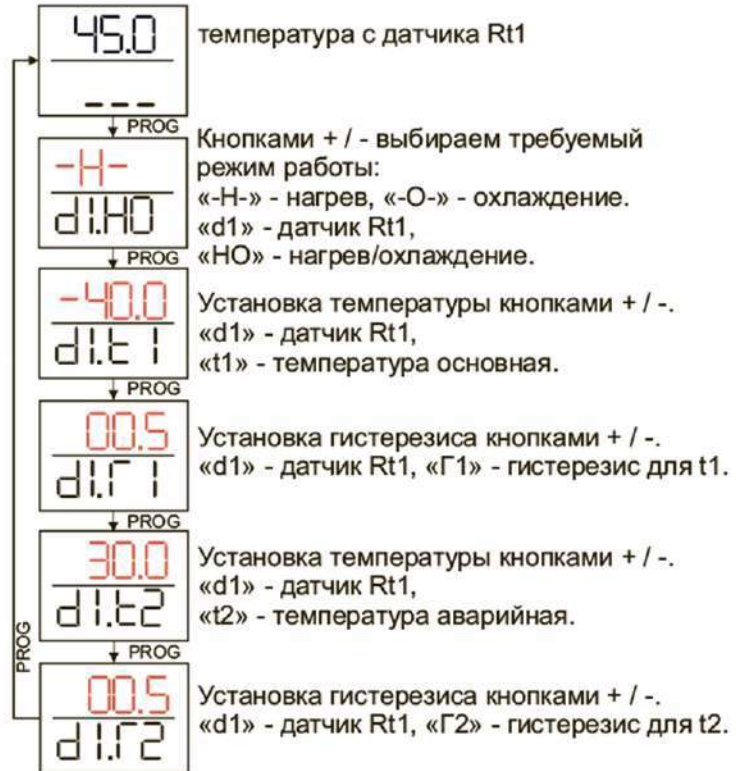 45.0
температура с датчика Rt1
---
PROG
Кнопками + / - выбираем требуемый
режим работы:
«-Н-» - нагрев, «-О-» - охлаждение.
«d1» - датчик Rt1,
«НО» - нагрев/охлаждение.
-H-
d1.HO
PROG
-40.0
Установка температуры кнопками + / -.
«d1» - датчик Rt1,
«t1» - температура основная.
d1.t1
PROG
00.5
Установка гистерезиса кнопками + / -.
«d1» - датчик Rt1, «Г1» - гистерезис для t1.
d1.Г1
PROG
30.0
Установка температуры кнопками + / -.
«d1» - датчик Rt1,
«t2» - температура аварийная.
d1.t2
PROG
PROG
00.5
Установка гистерезиса кнопками + / -.
«d1» - датчик Rt1, «Г2» - гистерезис для t2.
d1.Г2